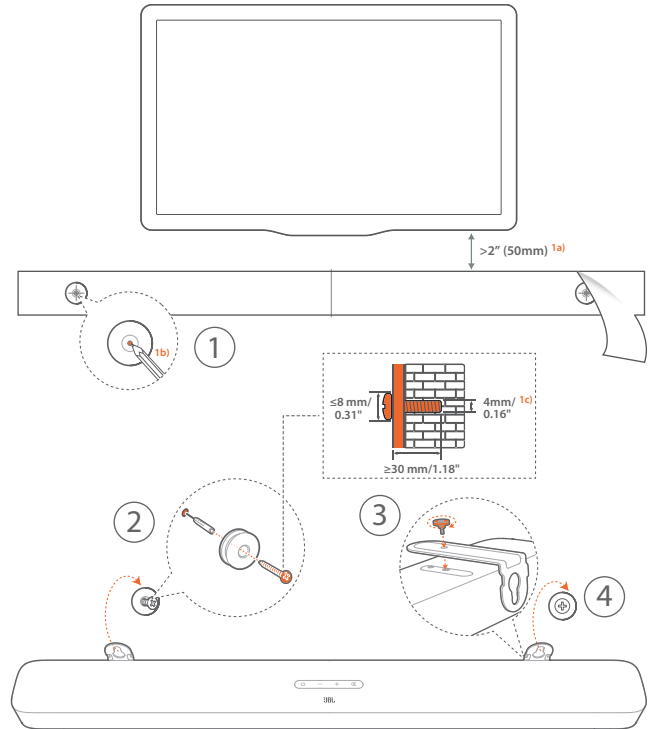 >2” (50mm) 1a)
1b)
1
≤8 mm/
0.31"
4mm/ 1c)
0.16"
≥30 mm/1.18"
2
3
4
JBL